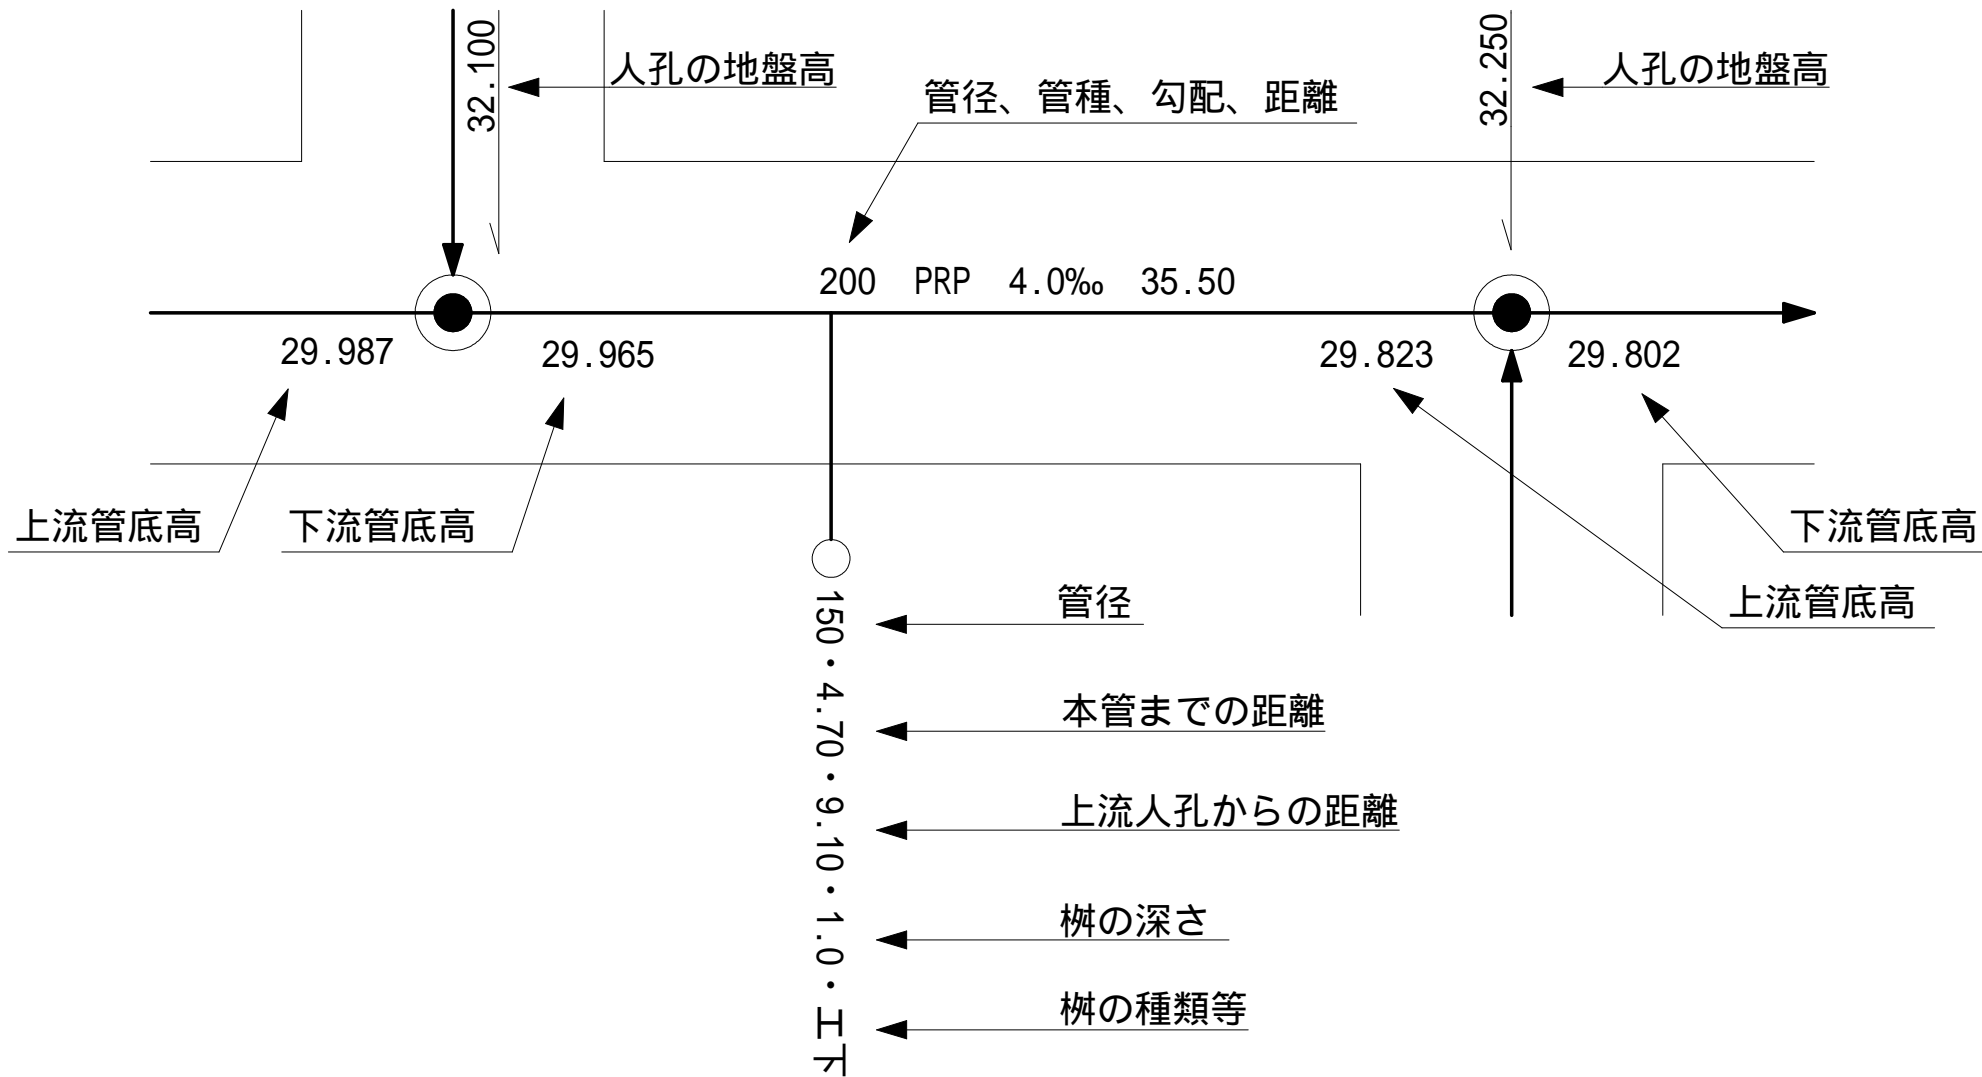 32.100
人孔の地盤高
管径、管種、勾配、距離
32.250
人孔の地盤高
200 PRP 4.0‰ 35.50
29.987
29.965
29.823
29.802
上流管底高
下流管底高
下流管底高
上流管底高
150・4.70・9.10・1.0・エ下
管径
本管までの距離
上流人孔からの距離
桝の深さ
桝の種類等